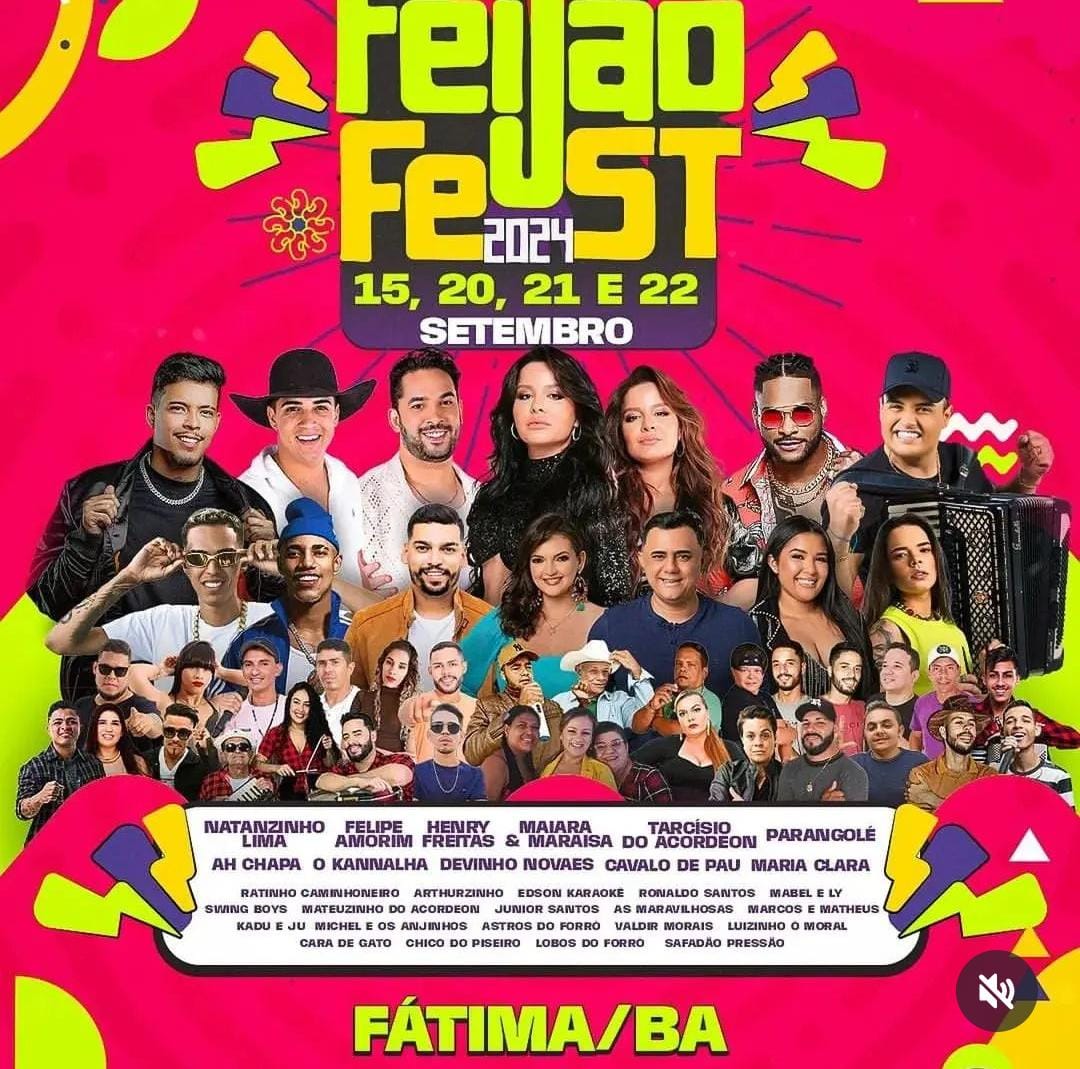 Feijão
Fest
2024
15, 20, 21 E 22
SETEMBRO
NATANZINHO LIMA FELIPE AMORIM HENRY FREITAS MAIARA & MARAISA TARCÍSIO DO ACORDEON PARANGOLÉ
AH CHAPA O KANNALHA DEVINHO NOVAES CAVALO DE PAU MARIA CLARA
RATINHO CAMINHONEIRO ARTHURZINHO EDSON KARAOKÊ RONALDO SANTOS MABEL E LY
SWING BOYS MATEUZINHO DO ACORDEON JUNIOR SANTOS AS MARAVILHOSAS MARCOS E MATHEUS
KADU E JU MICHEL E OS ANJINHOS ASTROS DO FORRÓ VALDIR MORAIS LUIZINHO O MORAL
CARA DE GATO CHICO DO PISEIRO LOBOS DO FORRÓ SAFADÃO PRESSÃO
FÁTIMA/BA